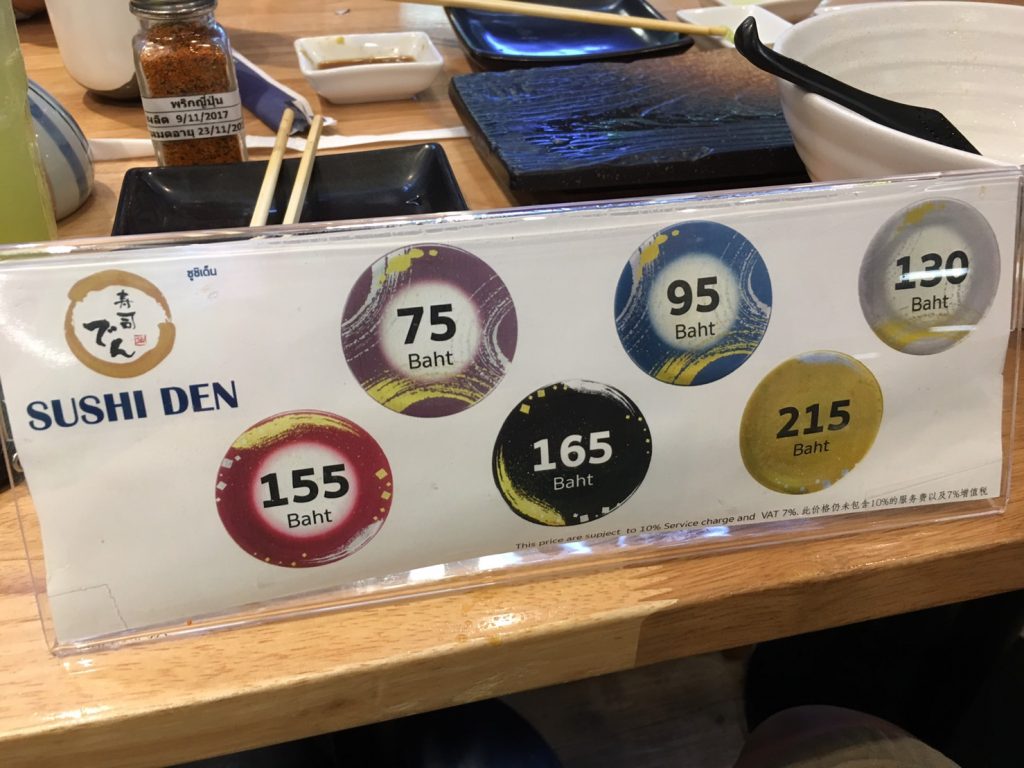 พริกญี่ปุ่น
ผลิต 9/11/2017
หมดอายุ 23/11/20
ซูชิเด็น
寿司
でん
SUSHI DEN
75
Baht
95
Baht
130
Baht
155
Baht
165
Baht
215
Baht
This price are supject to 10% Service charge and VAT 7%. 此价格仍未包含10%的服务费以及7%增值税